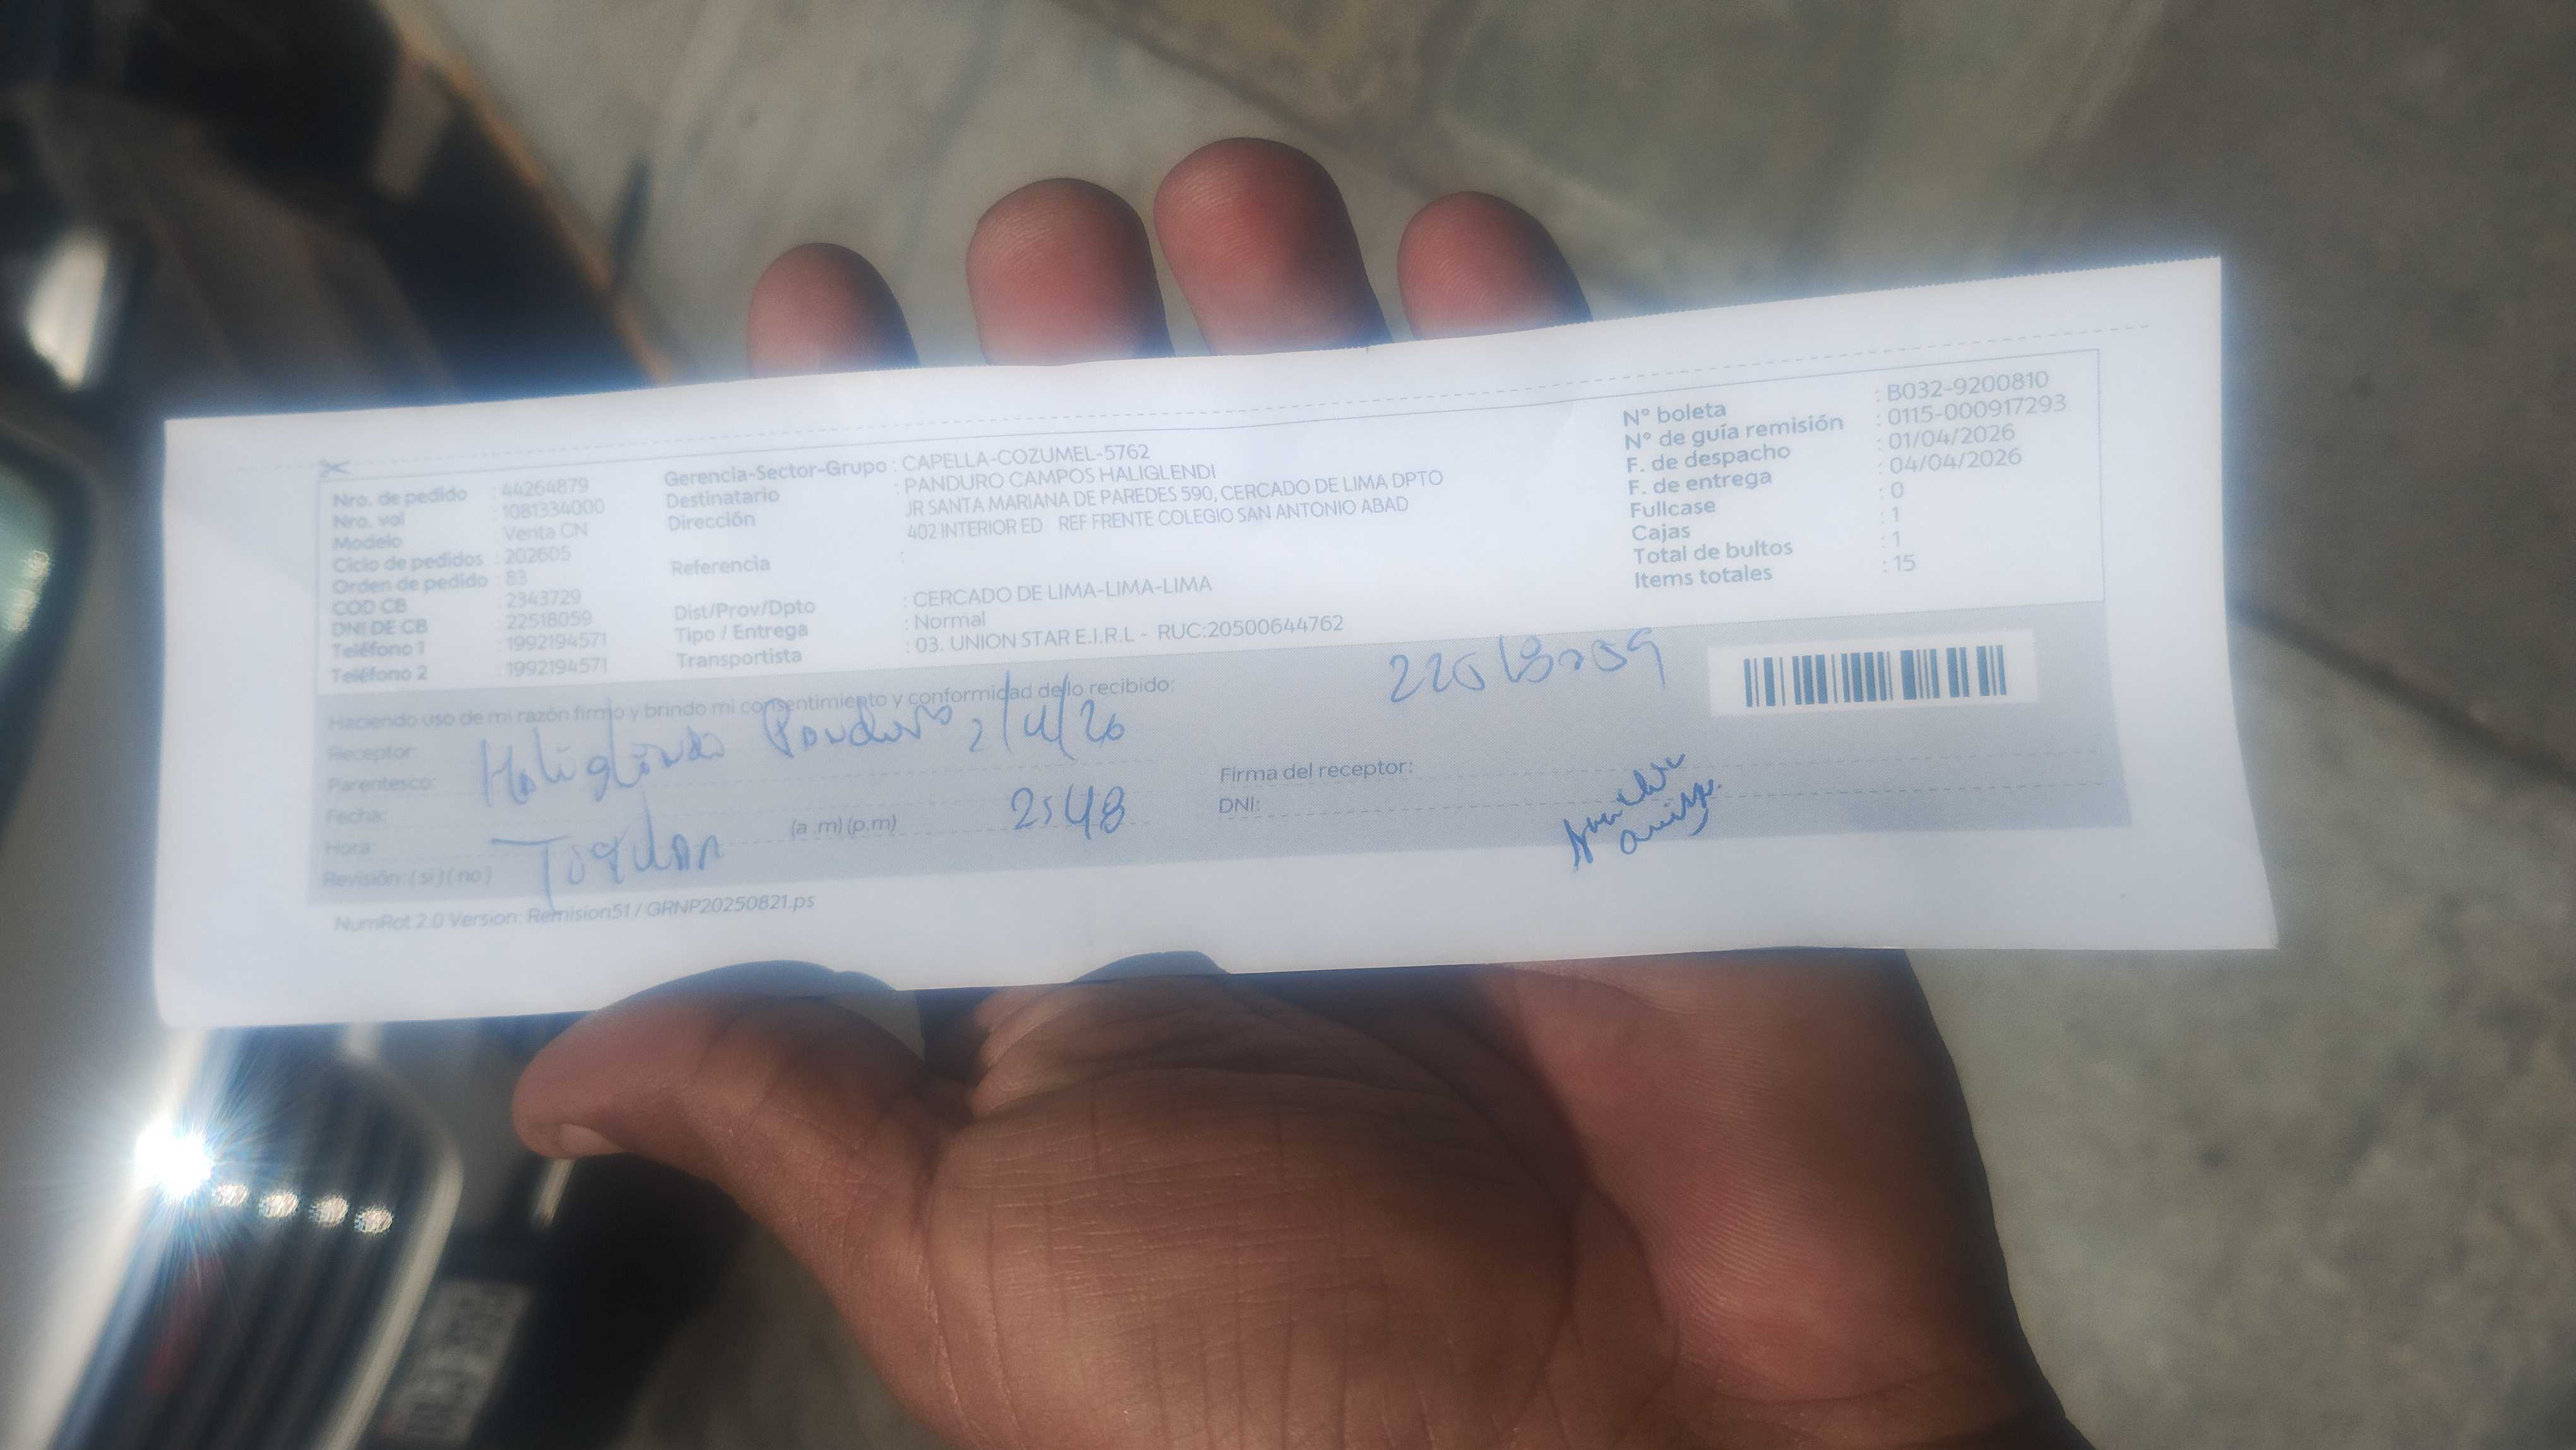 Nro. de pedido : 44264879
Nro. vol : 1081334000
Modelo : Venta CN
Ciclo de pedidos : 202605
Orden de pedido : 83
COD CB : 2343729
DNI DE CB : 22518059
Teléfono 1 : 1992194571
Teléfono 2 : 1992194571
Gerencia-Sector-Grupo : CAPELLA-COZUMEL-5762
Destinatario : PANDURO CAMPOS HALIGLENDI
Dirección : JR SANTA MARIANA DE PAREDES 590, CERCADO DE LIMA DPTO
402 INTERIOR ED REF FRENTE COLEGIO SAN ANTONIO ABAD
Referencia :
Dist/Prov/Dpto : CERCADO DE LIMA-LIMA-LIMA
Tipo / Entrega : Normal
Transportista : 03. UNION STAR E.I.R.L - RUC:20500644762
N° boleta : B032-9200810
N° de guía remisión : 0115-000917293
F. de despacho : 01/04/2026
F. de entrega : 04/04/2026
Fullcase : 0
Cajas : 1
Total de bultos : 1
Items totales : 15
Haciendo uso de mi razón firmo y brindo mi consentimiento y conformidad de lo recibido:
Receptor: Panduro 2/4/26
Parentesco:
Fecha:
Hora: (a .m) (p.m) 2:48
Revisión: ( si ) ( no )
Firma del receptor:
DNI:
NumRot 2.0 Version: Remision51 / GRNP20250821.ps